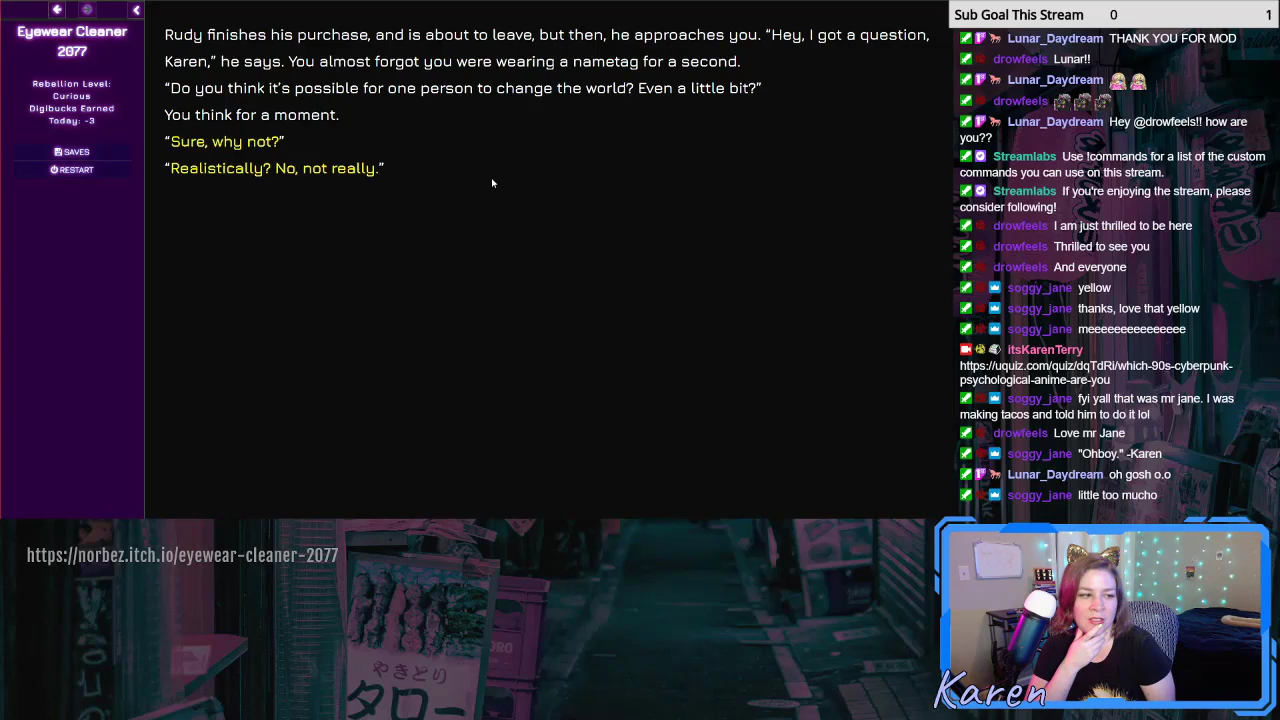 Eyewear Cleaner
2077
Rebellion Level:
Curious
Digibucks Earned
Today: -3
SAVES
RESTART
Rudy finishes his purchase, and is about to leave, but then, he approaches you. “Hey, I got a question,
Karen,” he says. You almost forgot you were wearing a nametag for a second.
“Do you think it’s possible for one person to change the world? Even a little bit?”
You think for a moment.
“Sure, why not?”
“Realistically? No, not really.”
Sub Goal This Stream 0 1
Lunar_Daydream THANK YOU FOR MOD
drowfeels Lunar!!
Lunar_Daydream
drowfeels
Lunar_Daydream Hey @drowfeels!! how are
you??
Streamlabs Use !commands for a list of the custom
commands you can use on this stream.
Streamlabs If you're enjoying the stream, please
consider following!
drowfeels I am just thrilled to be here
drowfeels Thrilled to see you
drowfeels And everyone
soggy_jane yellow
soggy_jane thanks, love that yellow
soggy_jane meeeeeeeeeeeeeee
itsKarenTerry
https://uquiz.com/quiz/dqTdRi/which-90s-cyberpunk-
psychological-anime-are-you
soggy_jane fyi yall that was mr jane. I was
making tacos and told him to do it lol
drowfeels Love mr Jane
soggy_jane "Ohboy." -Karen
Lunar_Daydream oh gosh o.o
soggy_jane little too mucho
https://norbez.itch.io/eyewear-cleaner-2077
やきとり
タロー
Karen